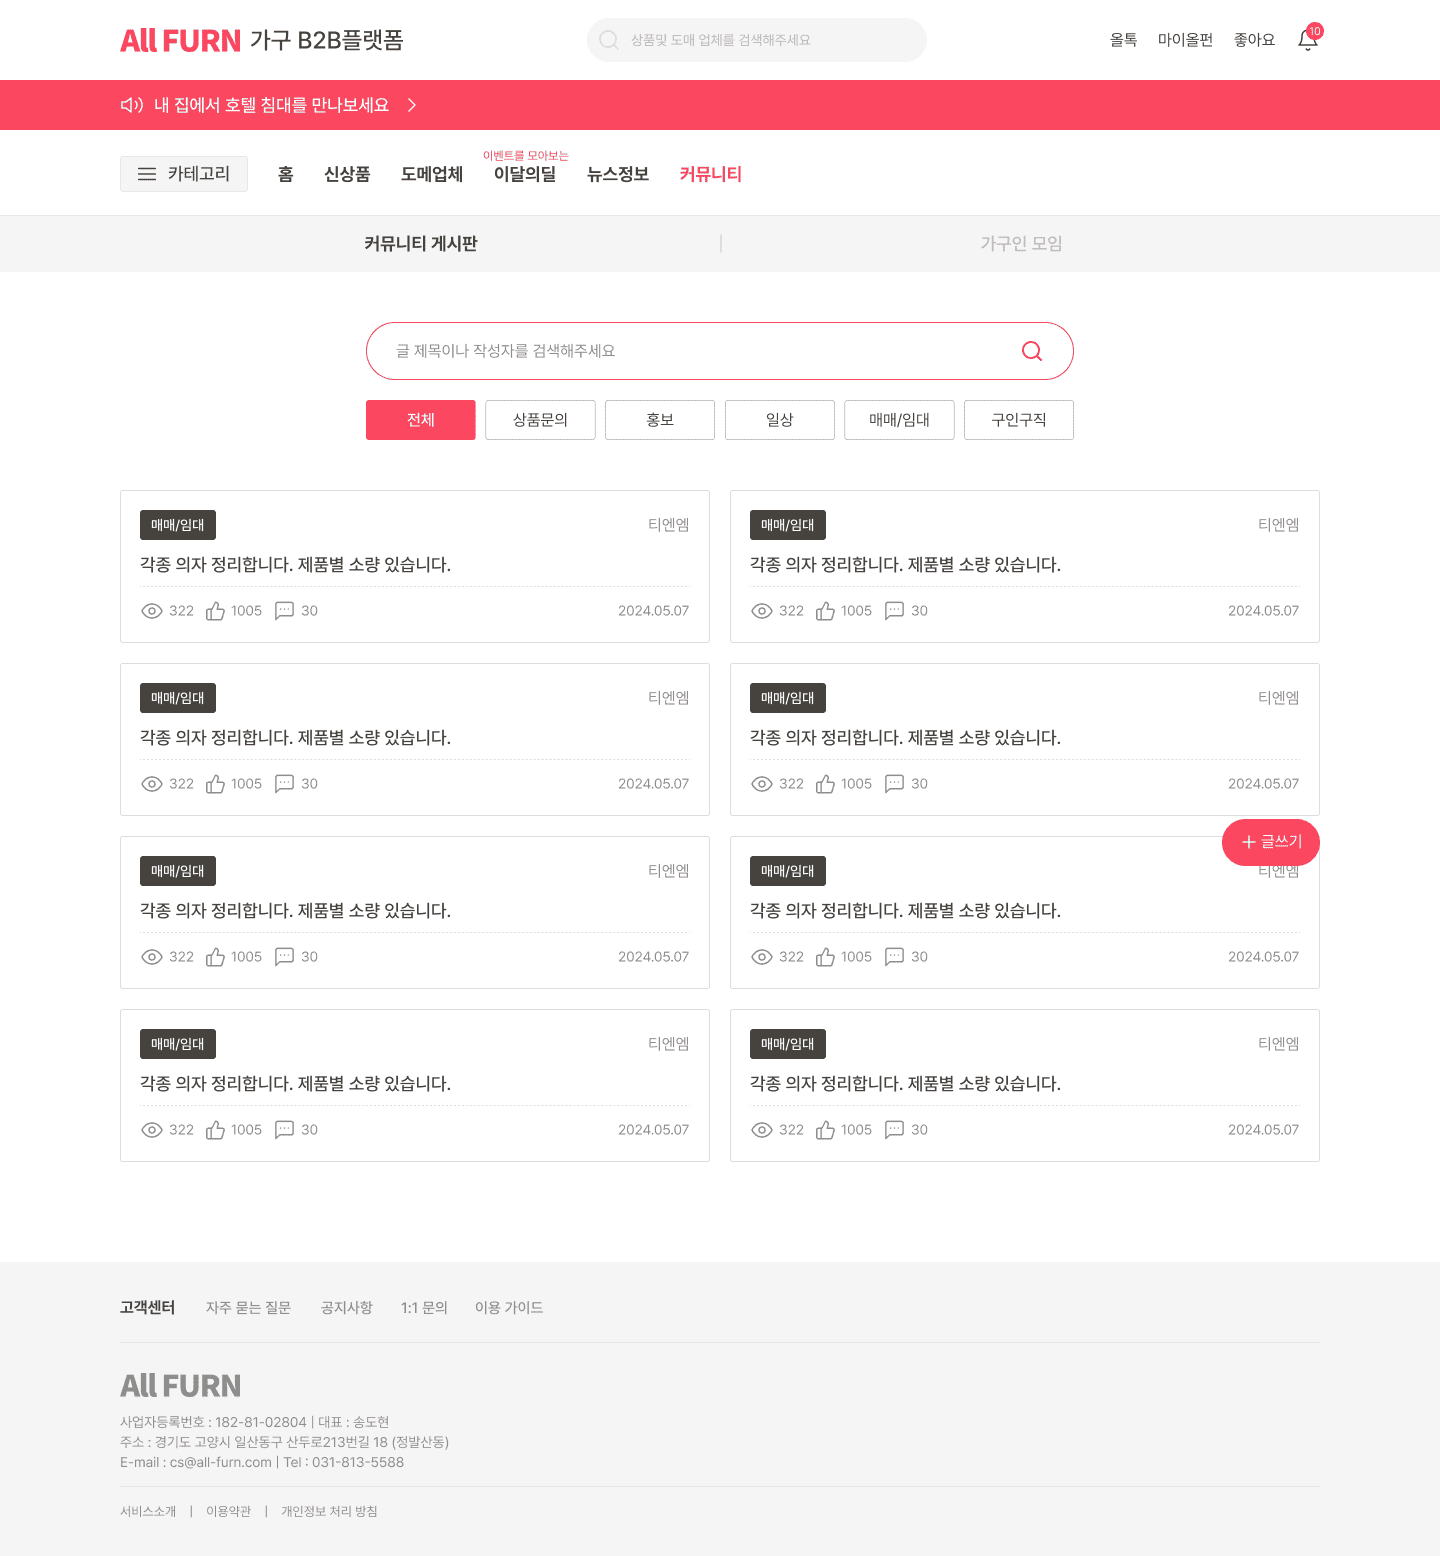 All FURN 가구 B2B플랫폼
상품및 도매 업체를 검색해주세요
올톡 마이올펀 좋아요 10
내 집에서 호텔 침대를 만나보세요
이벤트를 모아보는
카테고리 홈 신상품 도메업체 이달의딜 뉴스정보 커뮤니티
커뮤니티 게시판 | 가구인 모임
글 제목이나 작성자를 검색해주세요
전체 상품문의 홍보 일상 매매/임대 구인구직
매매/임대 티엔엠
각종 의자 정리합니다. 제품별 소량 있습니다.
322 1005 30 2024.05.07
매매/임대 티엔엠
각종 의자 정리합니다. 제품별 소량 있습니다.
322 1005 30 2024.05.07
매매/임대 티엔엠
각종 의자 정리합니다. 제품별 소량 있습니다.
322 1005 30 2024.05.07
매매/임대 티엔엠
각종 의자 정리합니다. 제품별 소량 있습니다.
322 1005 30 2024.05.07
글쓰기
매매/임대 티엔엠
각종 의자 정리합니다. 제품별 소량 있습니다.
322 1005 30 2024.05.07
매매/임대 티엔엠
각종 의자 정리합니다. 제품별 소량 있습니다.
322 1005 30 2024.05.07
매매/임대 티엔엠
각종 의자 정리합니다. 제품별 소량 있습니다.
322 1005 30 2024.05.07
매매/임대 티엔엠
각종 의자 정리합니다. 제품별 소량 있습니다.
322 1005 30 2024.05.07
고객센터 자주 묻는 질문 공지사항 1:1 문의 이용 가이드
All FURN
사업자등록번호 : 182-81-02804 | 대표 : 송도현
주소 : 경기도 고양시 일산동구 산두로213번길 18 (정발산동)
E-mail : cs@all-furn.com | Tel : 031-813-5588
서비스소개 | 이용약관 | 개인정보 처리 방침